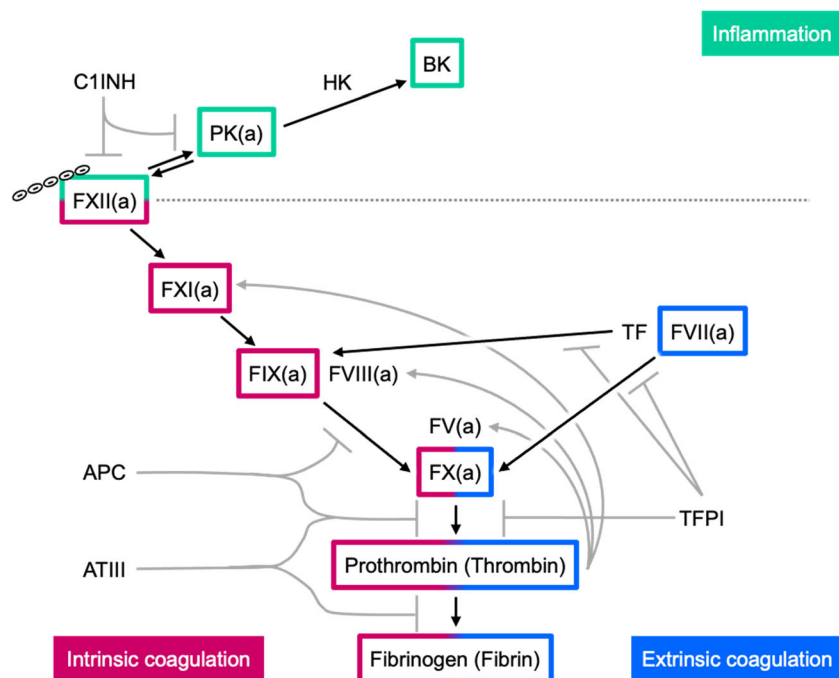 Inflammation
BK
HK
C1INH
PK(a)
FXII(a)
FXI(a)
TF
FVII(a)
FIX(a)
FVIII(a)
FV(a)
APC
FX(a)
TFPI
Prothrombin (Thrombin)
ATIII
Intrinsic coagulation
Fibrinogen (Fibrin)
Extrinsic coagulation